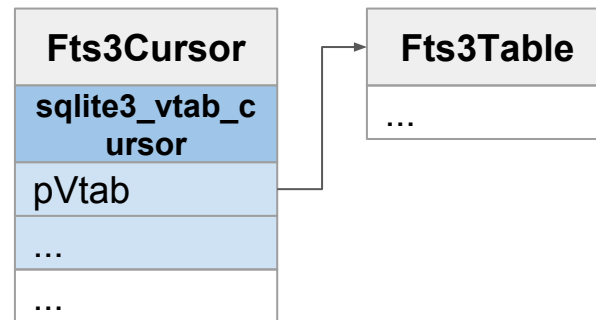 Fts3Cursor
sqlite3_vtab_c
ursor
pVtab
...
...
Fts3Table
...